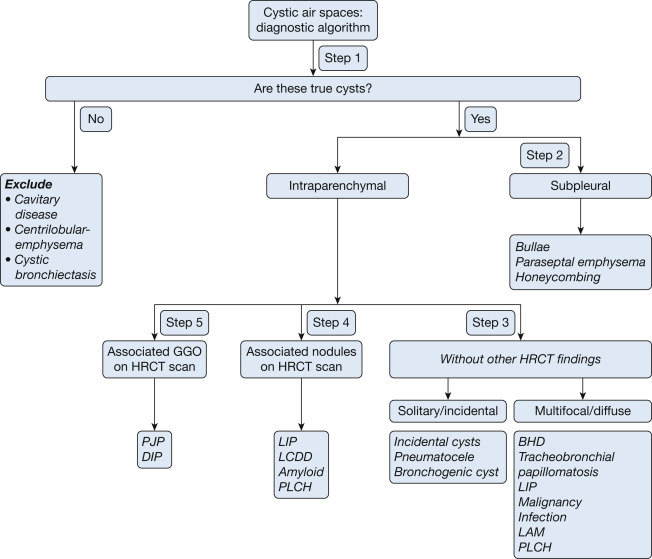 Cystic air spaces:
diagnostic algorithm
Step 1
Are these true cysts?
No
Yes
Step 2
Exclude
• Cavitary
disease
• Centrilobular-
emphysema
• Cystic
bronchiectasis
Intraparenchymal
Subpleural
Bullae
Paraseptal emphysema
Honeycombing
Step 5
Step 4
Step 3
Associated GGO
on HRCT scan
Associated nodules
on HRCT scan
Without other HRCT findings
Solitary/incidental
Multifocal/diffuse
PJP
DIP
LIP
LCDD
Amyloid
PLCH
Incidental cysts
Pneumatocele
Bronchogenic cyst
BHD
Tracheobronchial
papillomatosis
LIP
Malignancy
Infection
LAM
PLCH